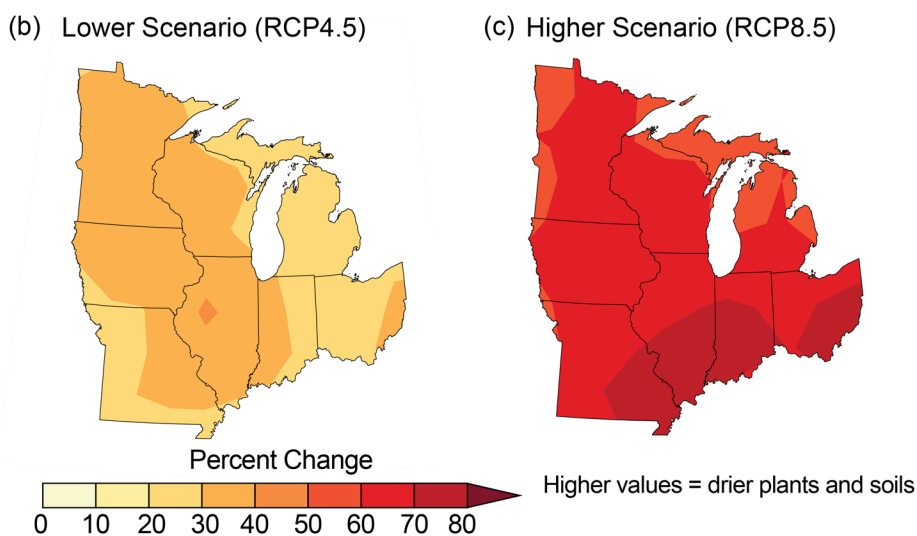 (b) Lower Scenario (RCP4.5)
(c) Higher Scenario (RCP8.5)
Percent Change
0 10 20 30 40 50 60 70 80
Higher values = drier plants and soils